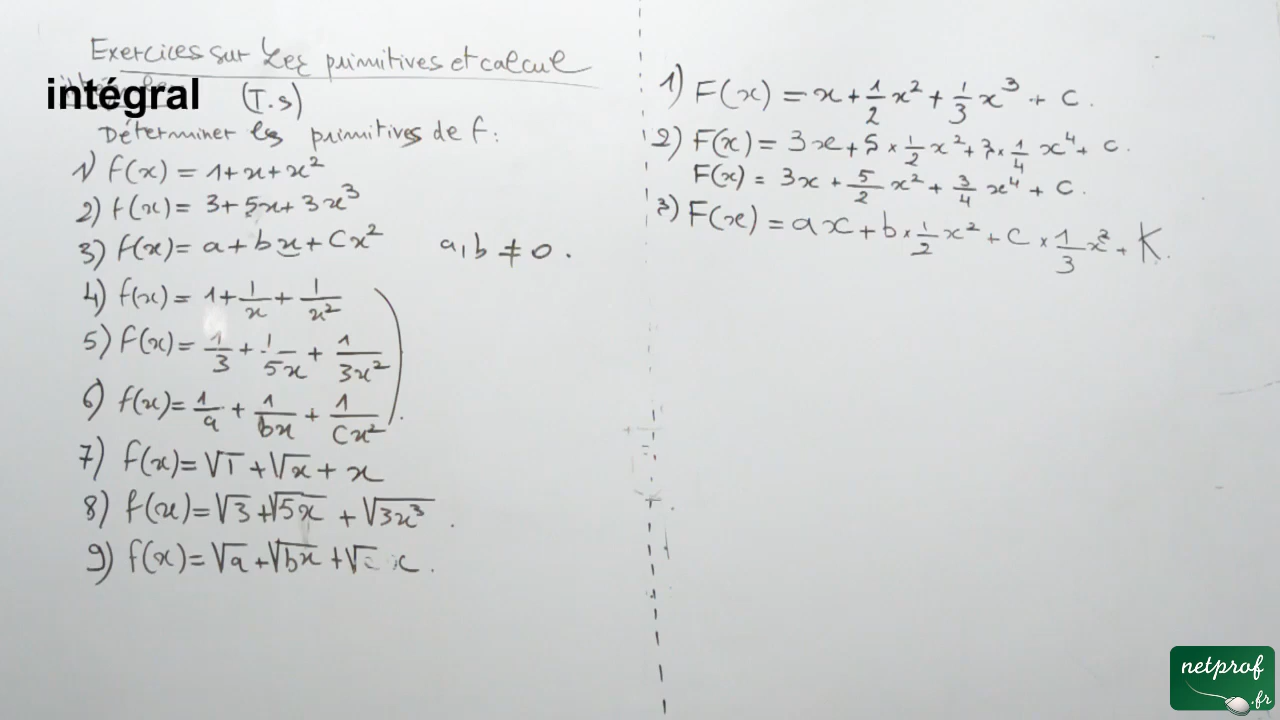 Exercices sur Les primitives et calcul
intégral (T.s)
Déterminer les primitives de f:
1) f(x) = 1+x+x²
2) f(x) = 3+5x+3x³
3) f(x) = a+bx+Cx² a,b ≠ 0.
4) f(x) = 1+1/x+1/x²
5) f(x) = 1/3+1/5x+1/3x²
6) f(x) = 1/a+1/bx+1/Cx²
7) f(x) = √1+√x+x
8) f(x) = √3+√5x+√3x³.
9) f(x) = √a+√bx+√ x.
1) F(x) = x+1/2 x²+1/3 x³+c.
2) F(x) = 3x+5×1/2 x²+3×1/4 x⁴+c.
F(x) = 3x+5/2 x²+3/4 x⁴+c.
3) F(x) = ax+b×1/2 x²+c×1/3 x³+K.
netprof
.fr